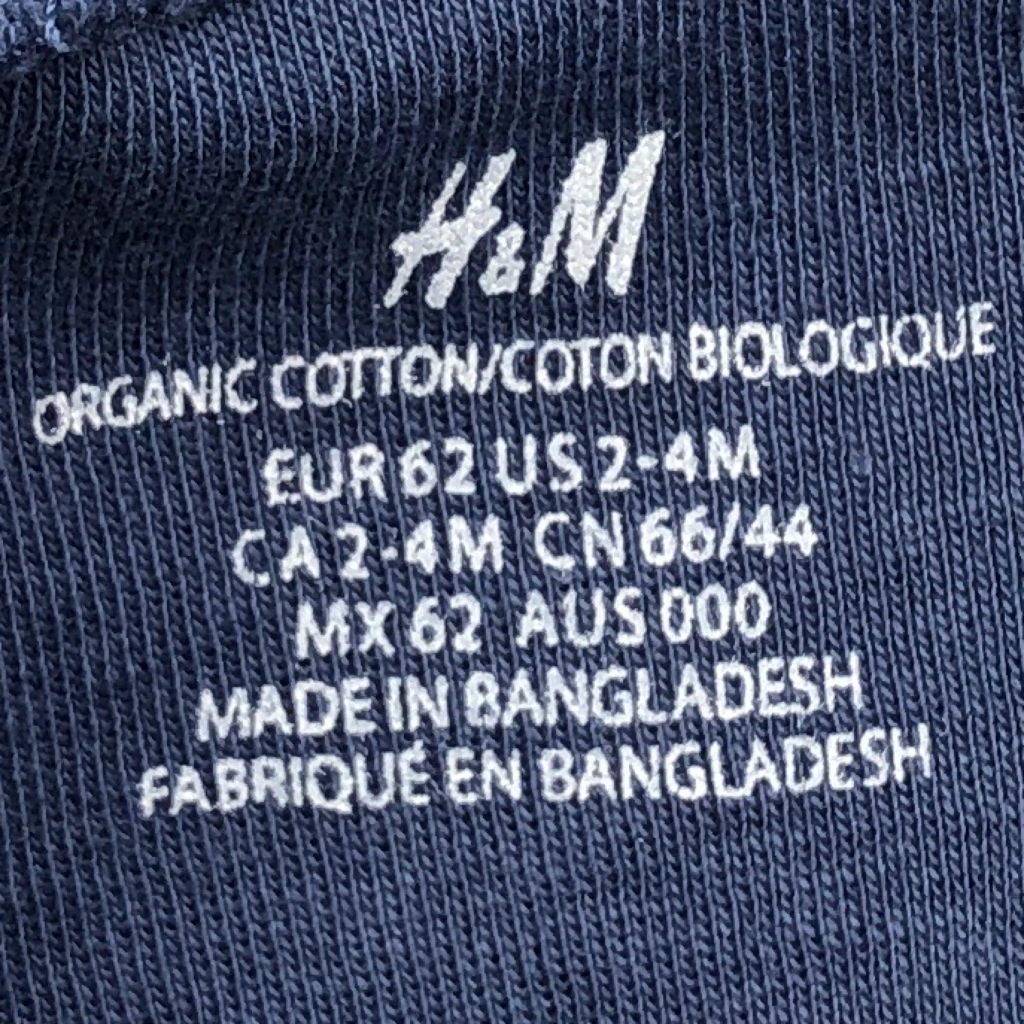 H&M
ORGANIC COTTON/COTON BIOLOGIQUE
EUR 62 US 2-4M
CA 2-4M CN 66/44
MX 62 AUS 000
MADE IN BANGLADESH
FABRIQUÉ EN BANGLADESH